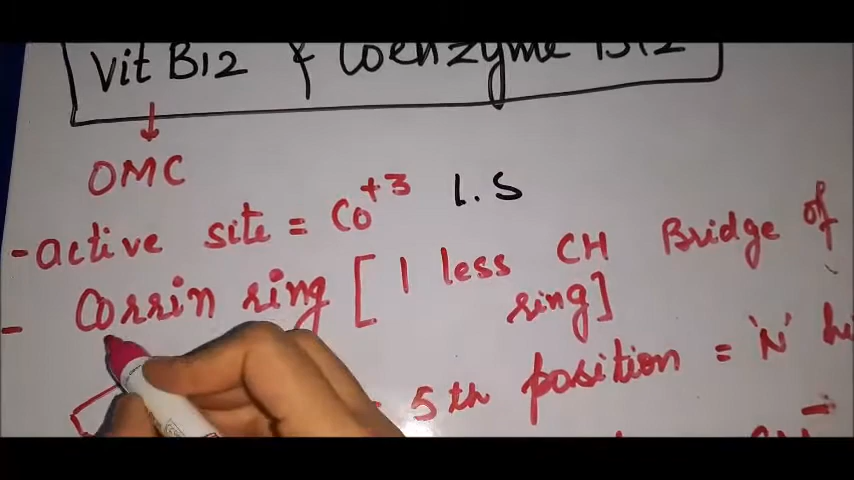 Vit B12 & Coenzyme B12
OMC
- active site = Co+3 l.s
- Corrin ring [ 1 less CH Bridge of
ring]
5th position = 'N'